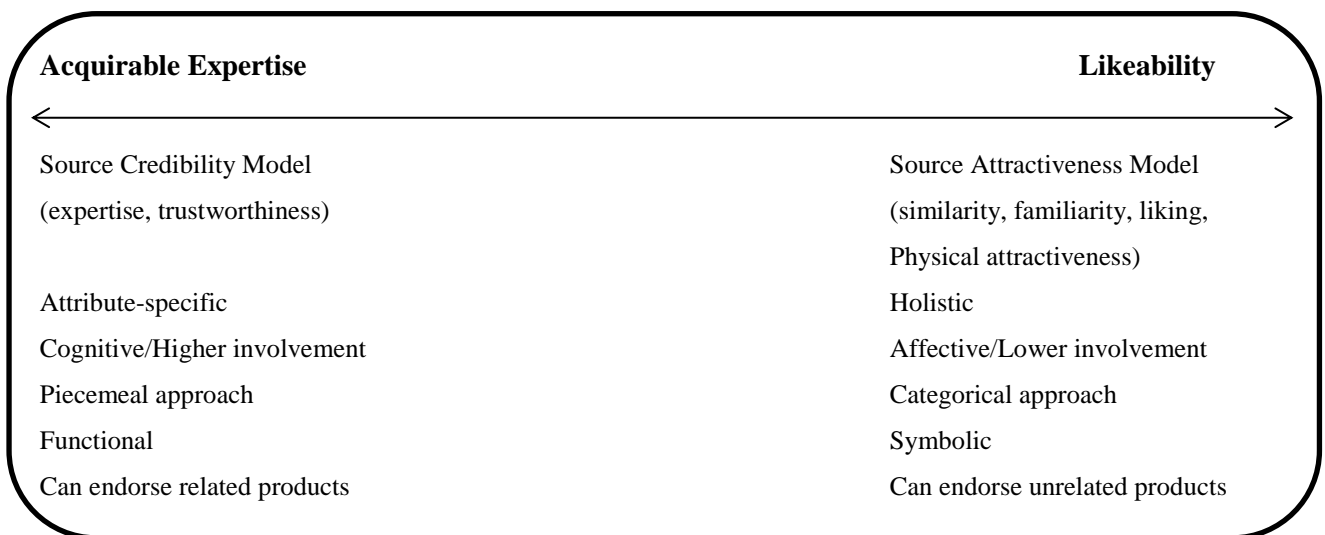 Acquirable Expertise
Likeability
Source Credibility Model
(expertise, trustworthiness)
Source Attractiveness Model
(similarity, familiarity, liking,
Physical attractiveness)
Attribute-specific
Holistic
Cognitive/Higher involvement
Affective/Lower involvement
Piecemeal approach
Categorical approach
Functional
Symbolic
Can endorse related products
Can endorse unrelated products